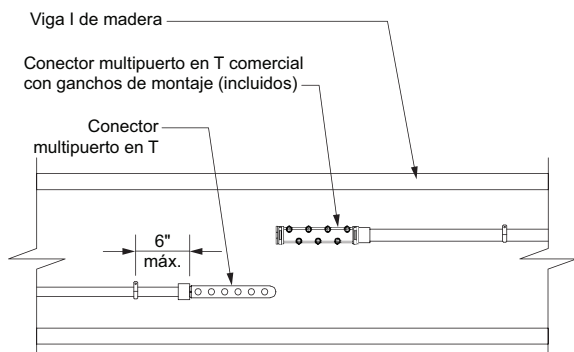 Viga I de madera
Conector multipuerto en T comercial
con ganchos de montaje (incluidos)
Conector
multipuerto en T
6"
máx.